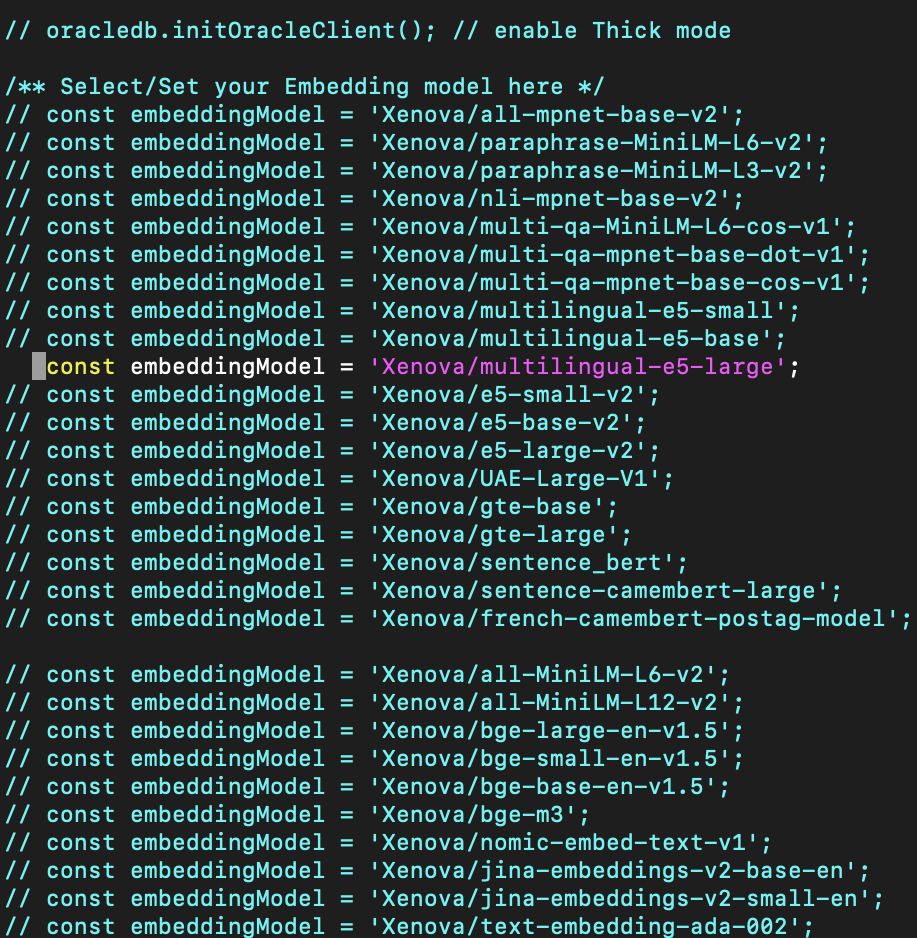 // oracledb.initOracleClient(); // enable Thick mode
/** Select/Set your Embedding model here */
// const embeddingModel = 'Xenova/all-mpnet-base-v2';
// const embeddingModel = 'Xenova/paraphrase-MiniLM-L6-v2';
// const embeddingModel = 'Xenova/paraphrase-MiniLM-L3-v2';
// const embeddingModel = 'Xenova/nli-mpnet-base-v2';
// const embeddingModel = 'Xenova/multi-qa-MiniLM-L6-cos-v1';
// const embeddingModel = 'Xenova/multi-qa-mpnet-base-dot-v1';
// const embeddingModel = 'Xenova/multi-qa-mpnet-base-cos-v1';
// const embeddingModel = 'Xenova/multilingual-e5-small';
// const embeddingModel = 'Xenova/multilingual-e5-base';
const embeddingModel = 'Xenova/multilingual-e5-large';
// const embeddingModel = 'Xenova/e5-small-v2';
// const embeddingModel = 'Xenova/e5-base-v2';
// const embeddingModel = 'Xenova/e5-large-v2';
// const embeddingModel = 'Xenova/UAE-Large-V1';
// const embeddingModel = 'Xenova/gte-base';
// const embeddingModel = 'Xenova/gte-large';
// const embeddingModel = 'Xenova/sentence_bert';
// const embeddingModel = 'Xenova/sentence-camembert-large';
// const embeddingModel = 'Xenova/french-camembert-postag-model';
// const embeddingModel = 'Xenova/all-MiniLM-L6-v2';
// const embeddingModel = 'Xenova/all-MiniLM-L12-v2';
// const embeddingModel = 'Xenova/bge-large-en-v1.5';
// const embeddingModel = 'Xenova/bge-small-en-v1.5';
// const embeddingModel = 'Xenova/bge-base-en-v1.5';
// const embeddingModel = 'Xenova/bge-m3';
// const embeddingModel = 'Xenova/nomic-embed-text-v1';
// const embeddingModel = 'Xenova/jina-embeddings-v2-base-en';
// const embeddingModel = 'Xenova/jina-embeddings-v2-small-en';
// const embeddingModel = 'Xenova/text-embedding-ada-002';